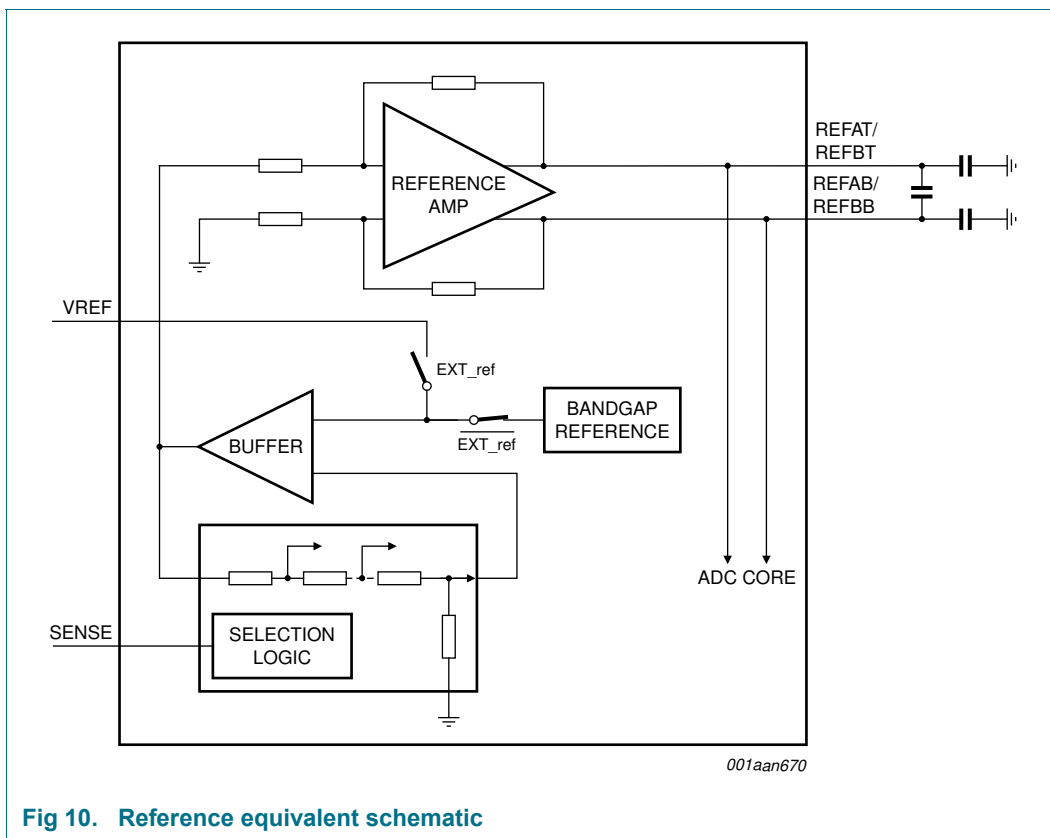 REFAT/
REFBT
REFERENCE
AMP
REFAB/
REFBB
VREF
EXT_ref
BANDGAP
REFERENCE
BUFFER
EXT_ref
ADC CORE
SENSE
SELECTION
LOGIC
001aan670
Fig 10. Reference equivalent schematic